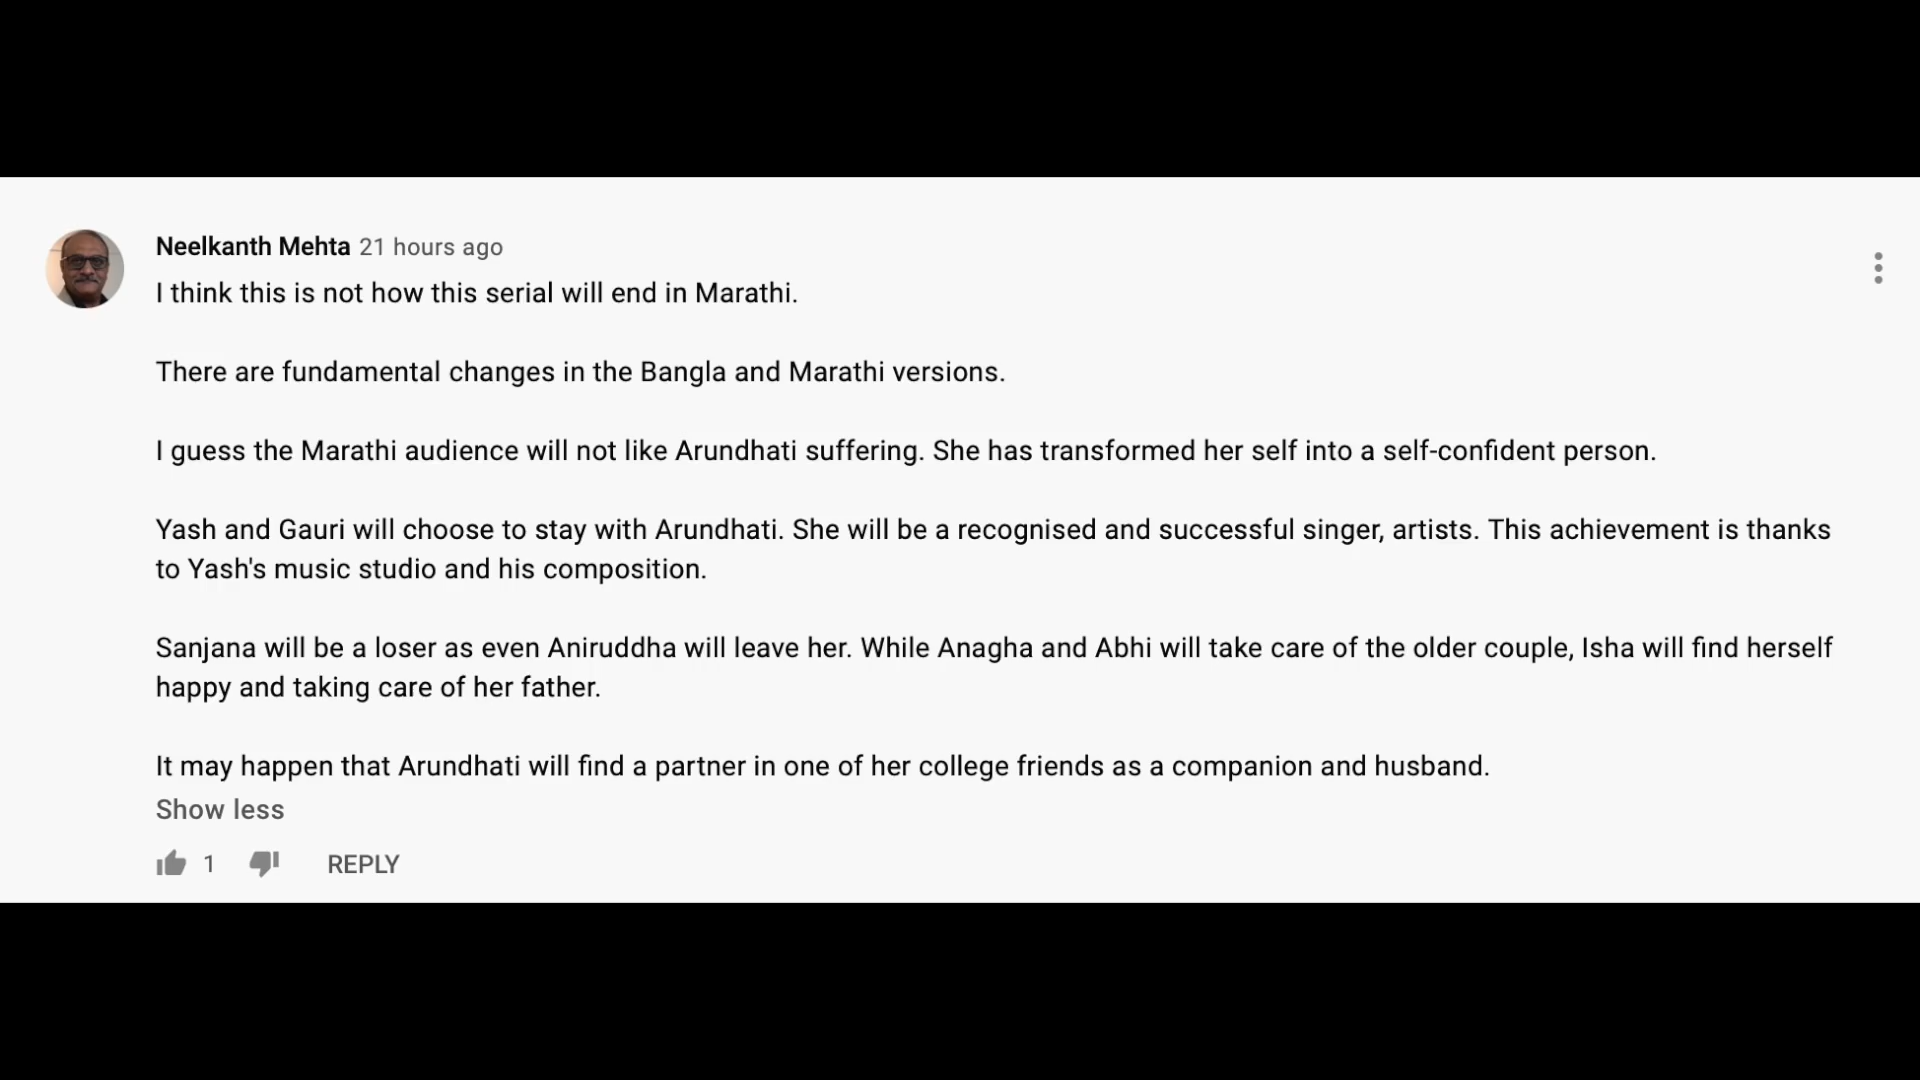 Neelkanth Mehta 21 hours ago
I think this is not how this serial will end in Marathi.
There are fundamental changes in the Bangla and Marathi versions.
I guess the Marathi audience will not like Arundhati suffering. She has transformed her self into a self-confident person.
Yash and Gauri will choose to stay with Arundhati. She will be a recognised and successful singer, artists. This achievement is thanks
to Yash's music studio and his composition.
Sanjana will be a loser as even Aniruddha will leave her. While Anagha and Abhi will take care of the older couple, Isha will find herself
happy and taking care of her father.
It may happen that Arundhati will find a partner in one of her college friends as a companion and husband.
Show less
1 REPLY